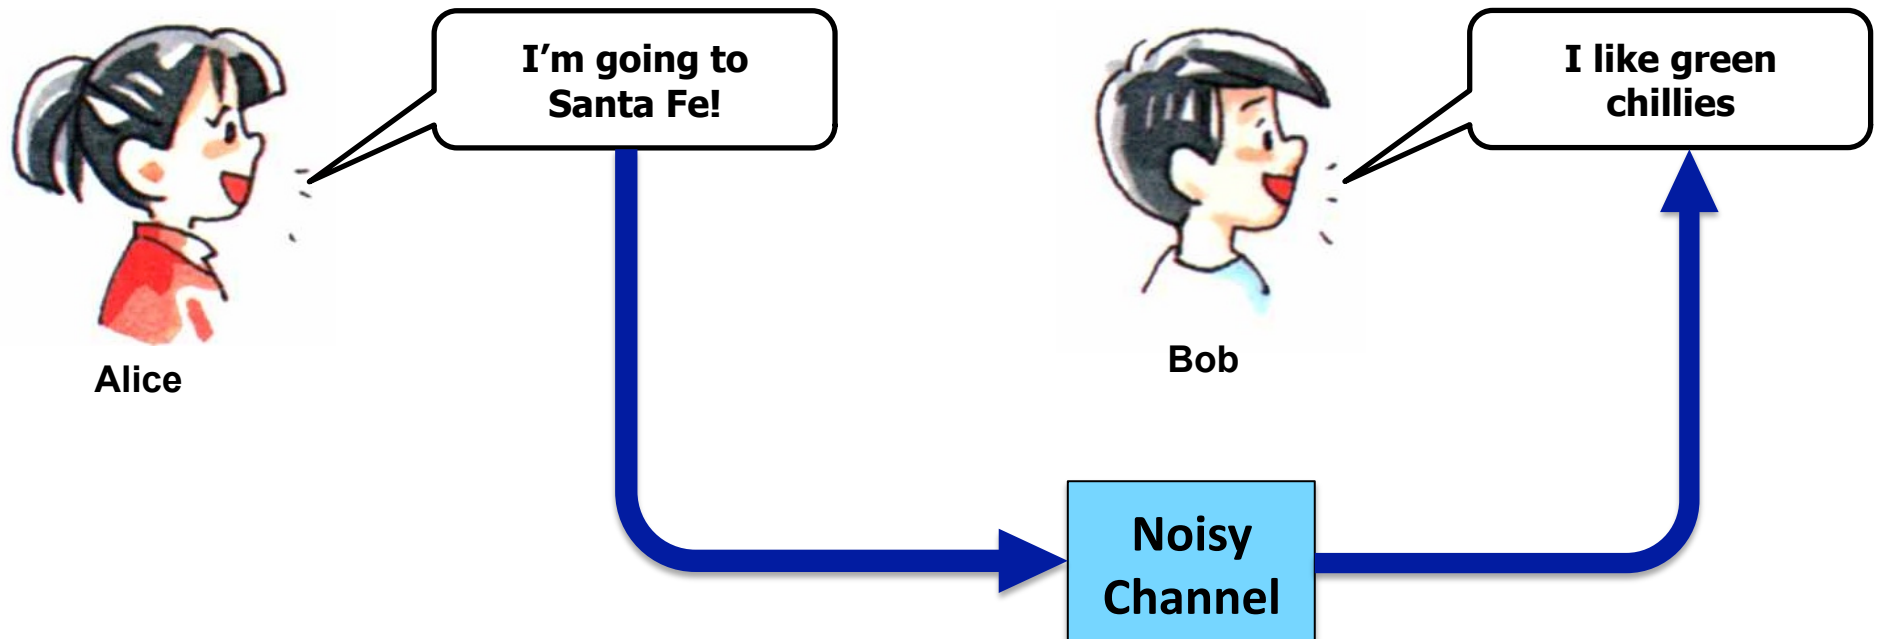 I’m going to
Santa Fe!
I like green
chillies
Alice
Bob
Noisy
Channel